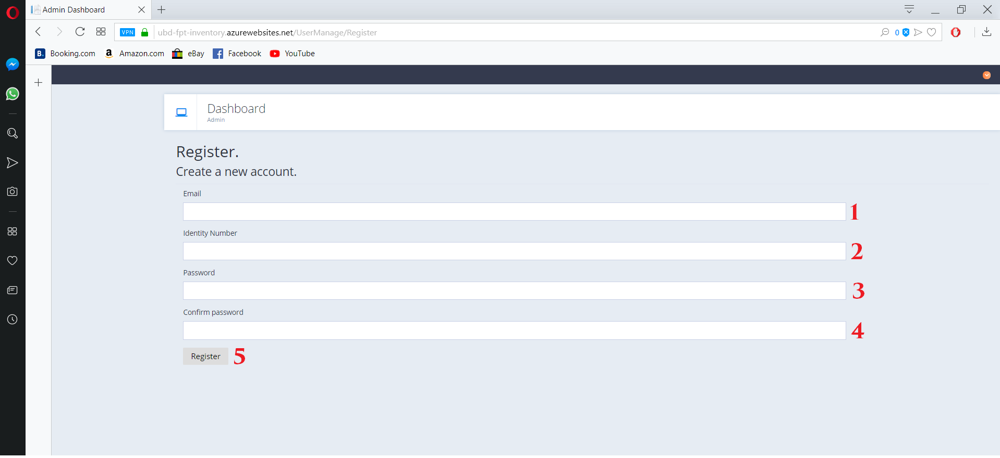 Admin Dashboard
VPN
ubd-fpt-inventory.azurewebsites.net/UserManage/Register
0
B. Booking.com
a Amazon.com
eBay
Facebook
YouTube
Dashboard
Admin
Register.
Create a new account.
Email
1
Identity Number
2
Password
3
Confirm password
4
Register 5